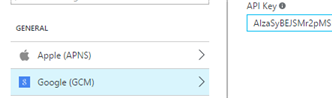 GENERAL
Apple (APNS)
Google (GCM)
API Key
AIzaSyBEJSMr2pMS